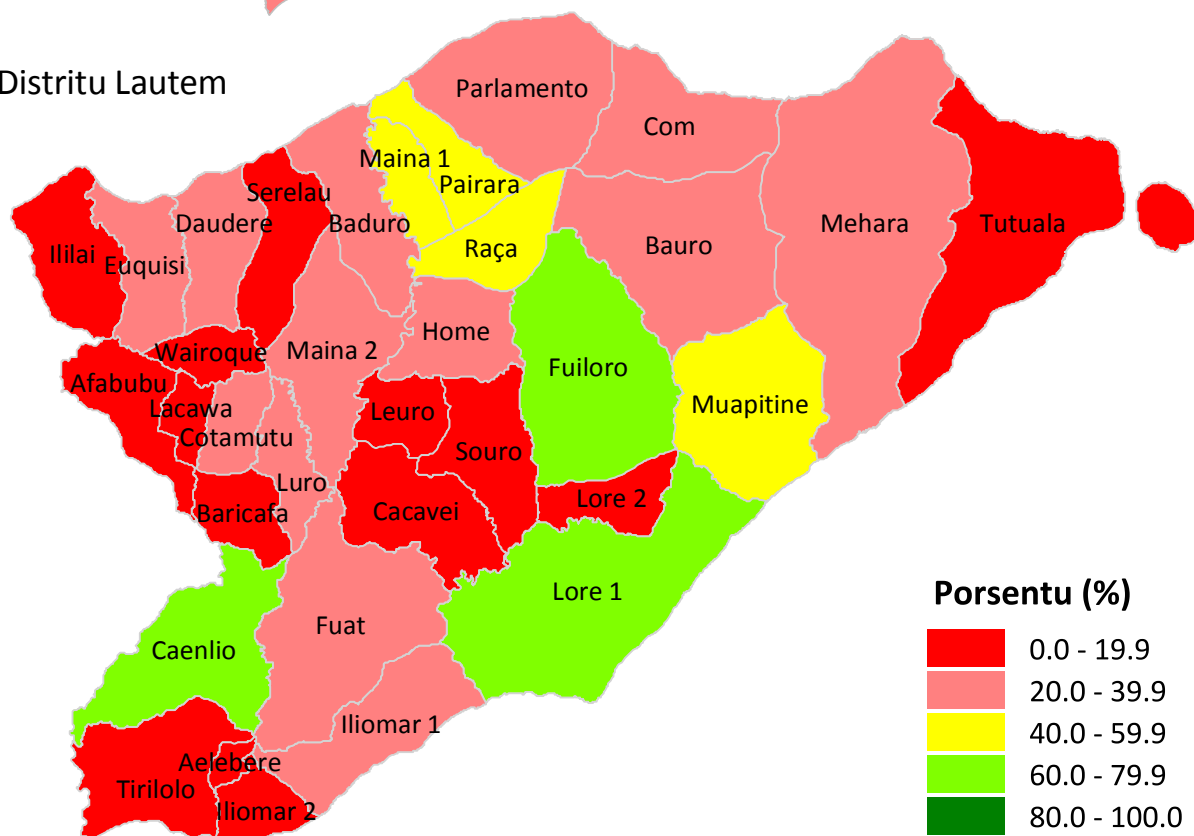 Distritu Lautem
Parlamento
Com
Maina 1
Pairara
Serelau
Daudere
Baduro
Mehara
Tutuala
Ililai
Euquisi
Raça
Bauro
Home
Wairoque
Maina 2
Fuiloro
Afabubu
Lacawa
Leuro
Muapitine
Cotamutu
Souro
Luro
Lore 2
Baricafa
Cacavei
Lore 1
Fuat
Caenlio
Iliomar 1
Aelebere
Tirilolo
Iliomar 2
Porsentu (%)
0.0 - 19.9
20.0 - 39.9
40.0 - 59.9
60.0 - 79.9
80.0 - 100.0